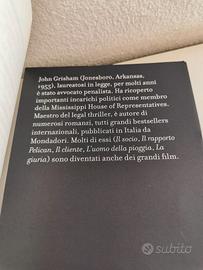 John Grisham (Jonesboro, Arkansas,
1955), laureatosi in legge, per molti anni
è stato avvocato penalista. Ha ricoperto
importanti incarichi politici come membro
della Mississippi House of Representatives.
Maestro del legal thriller, è autore di
numerosi romanzi, tutti grandi bestsellers
internazionali, pubblicati in Italia da
Mondadori. Molti di essi (Il socio, Il rapporto
Pelican, Il cliente, L'uomo della pioggia, La
giuria) sono diventati anche dei grandi film.
subito